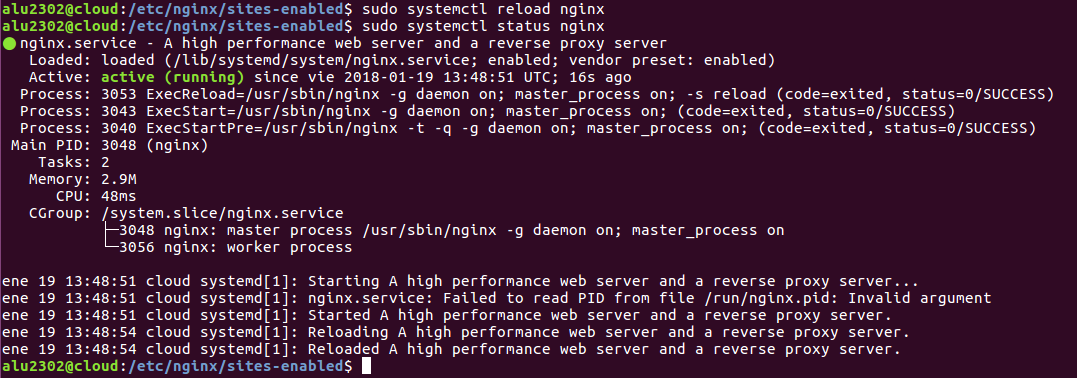 alu2302@cloud:/etc/nginx/sites-enabled$ sudo systemctl reload nginx
alu2302@cloud:/etc/nginx/sites-enabled$ sudo systemctl status nginx
● nginx.service - A high performance web server and a reverse proxy server
   Loaded: loaded (/lib/systemd/system/nginx.service; enabled; vendor preset: enabled)
   Active: active (running) since vie 2018-01-19 13:48:51 UTC; 16s ago
  Process: 3053 ExecReload=/usr/sbin/nginx -g daemon on; master_process on; -s reload (code=exited, status=0/SUCCESS)
  Process: 3043 ExecStart=/usr/sbin/nginx -g daemon on; master_process on; (code=exited, status=0/SUCCESS)
  Process: 3040 ExecStartPre=/usr/sbin/nginx -t -q -g daemon on; master_process on; (code=exited, status=0/SUCCESS)
 Main PID: 3048 (nginx)
    Tasks: 2
   Memory: 2.9M
      CPU: 48ms
   CGroup: /system.slice/nginx.service
           ├─3048 nginx: master process /usr/sbin/nginx -g daemon on; master_process on
           └─3056 nginx: worker process
ene 19 13:48:51 cloud systemd[1]: Starting A high performance web server and a reverse proxy server...
ene 19 13:48:51 cloud systemd[1]: nginx.service: Failed to read PID from file /run/nginx.pid: Invalid argument
ene 19 13:48:51 cloud systemd[1]: Started A high performance web server and a reverse proxy server.
ene 19 13:48:54 cloud systemd[1]: Reloading A high performance web server and a reverse proxy server.
ene 19 13:48:54 cloud systemd[1]: Reloaded A high performance web server and a reverse proxy server.
alu2302@cloud:/etc/nginx/sites-enabled$